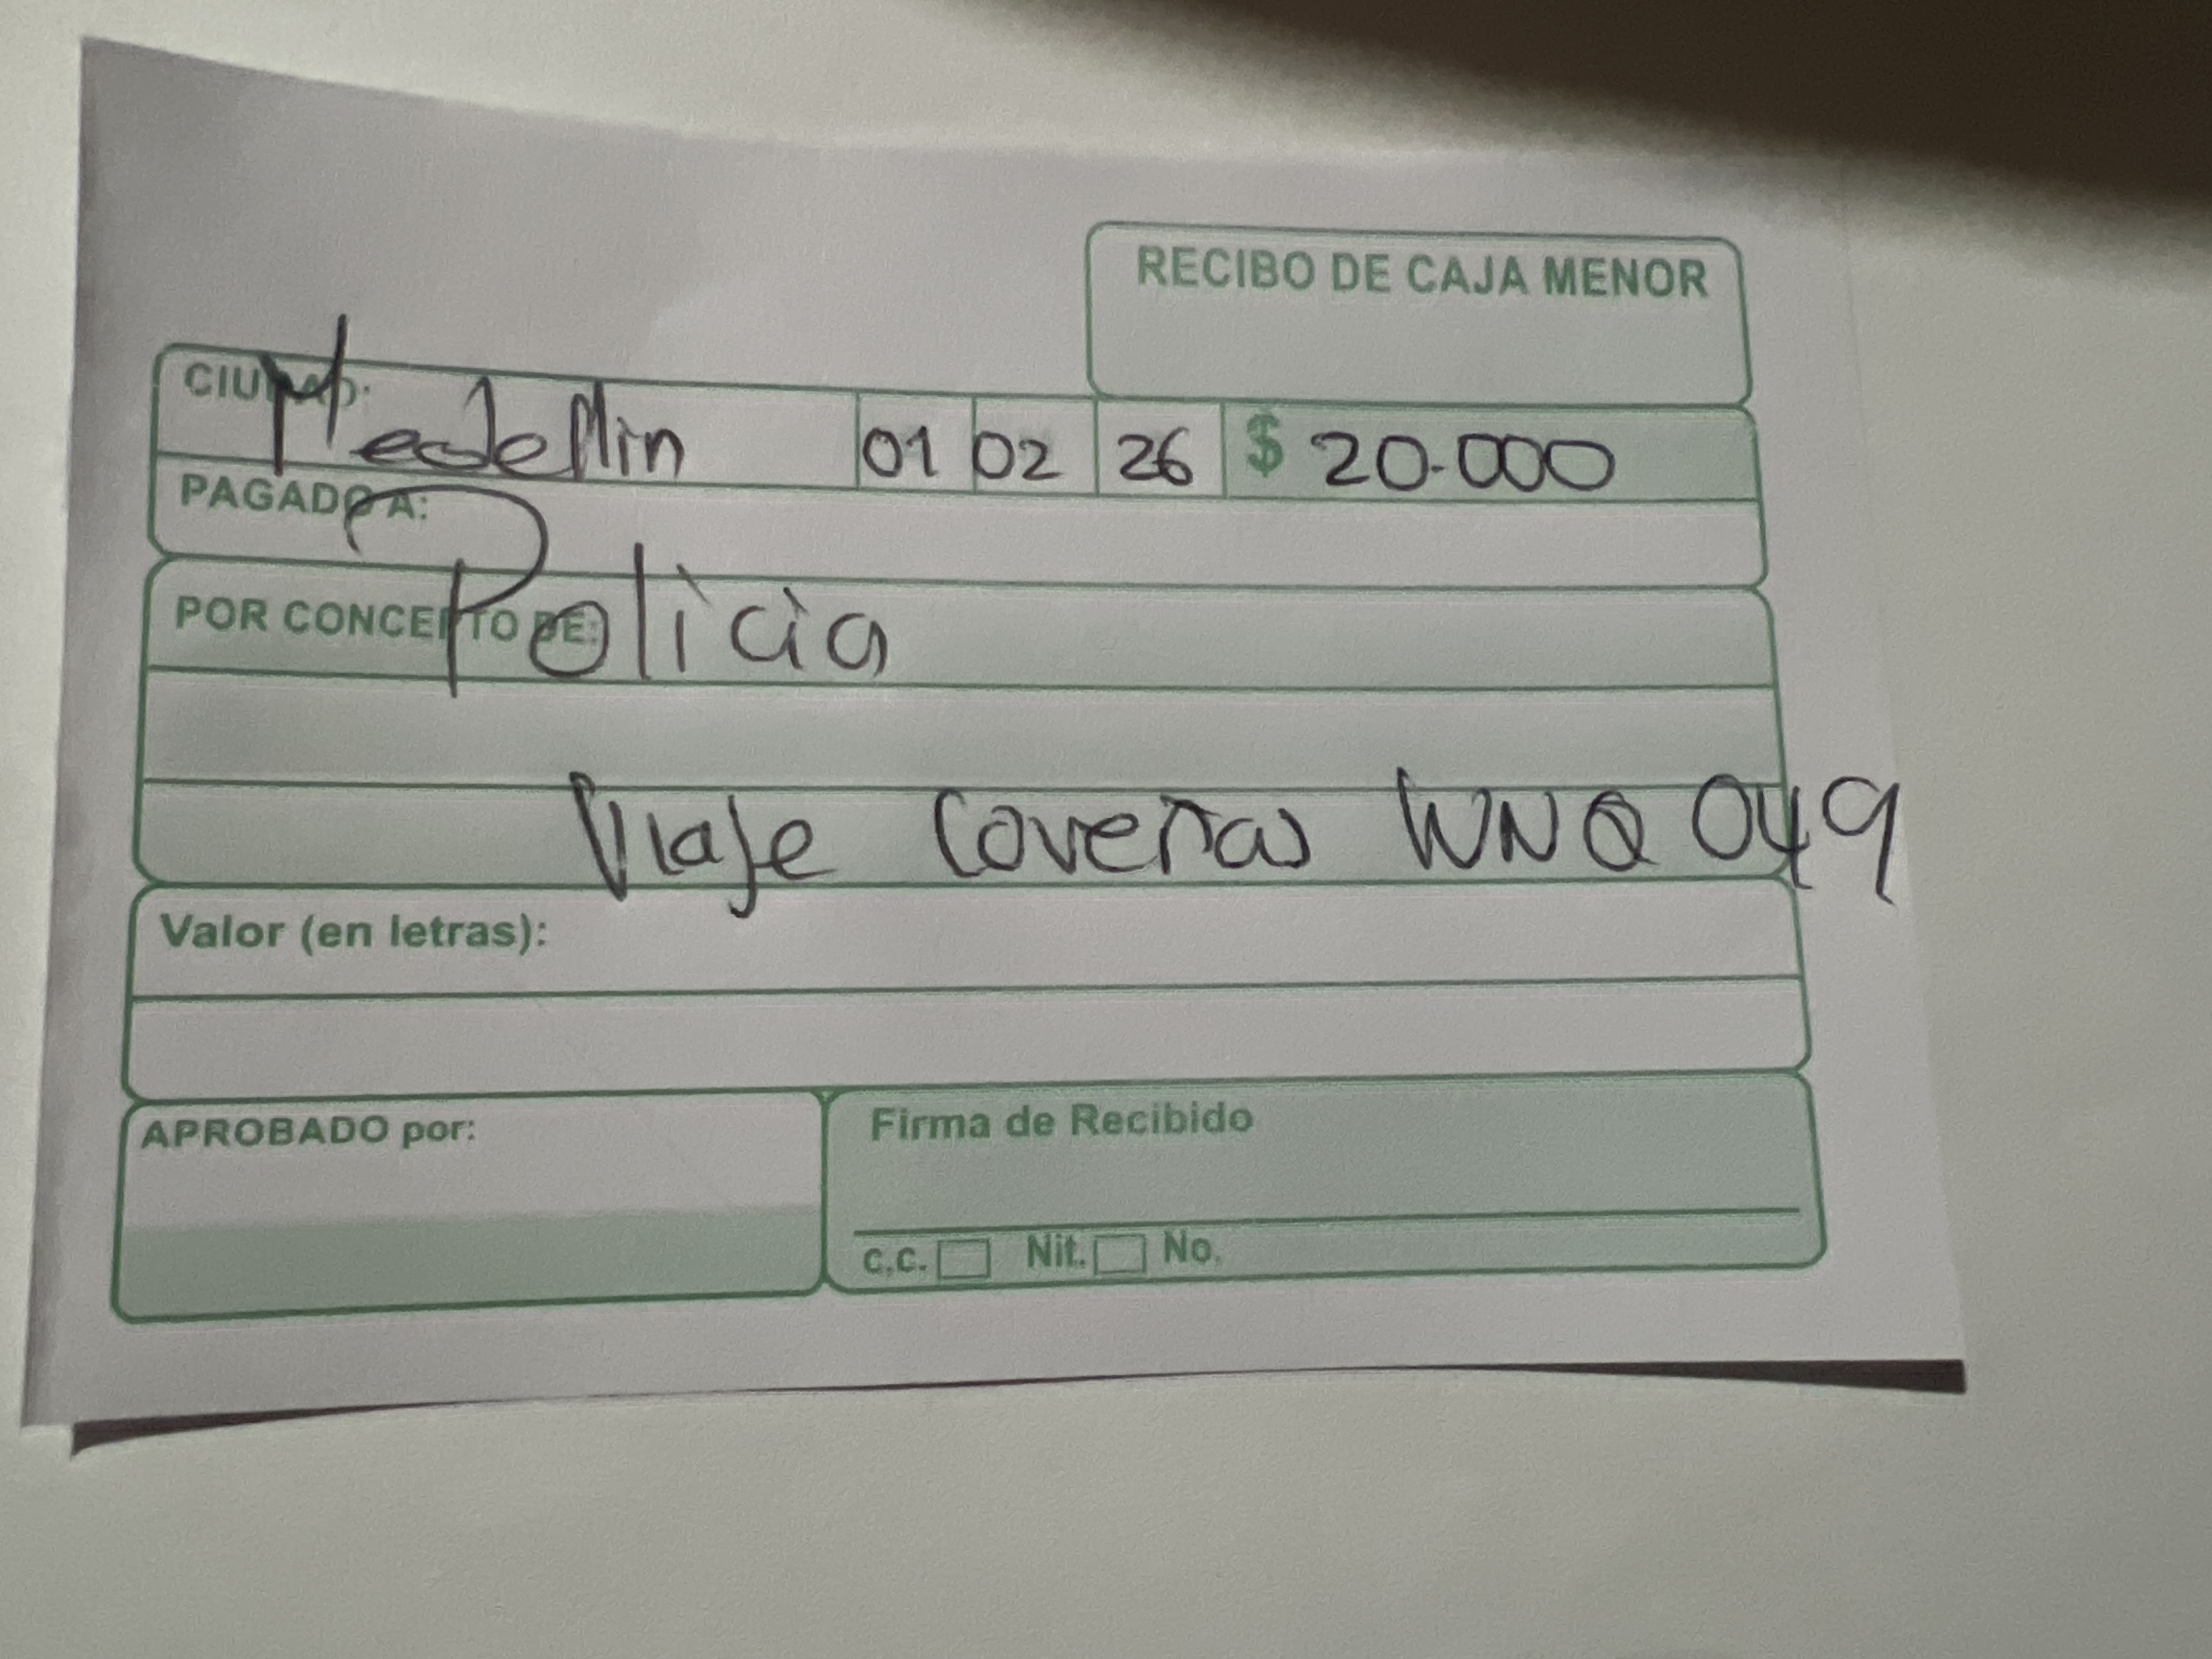 RECIBO DE CAJA MENOR
CIUDAD: Medellin 01 02 26 $ 20.000
PAGADO A:
POR CONCEPTO DE: Policia
Viaje Coveñas WNQ 049
Valor (en letras):
APROBADO por:
Firma de Recibido
C.C. Nit. No.